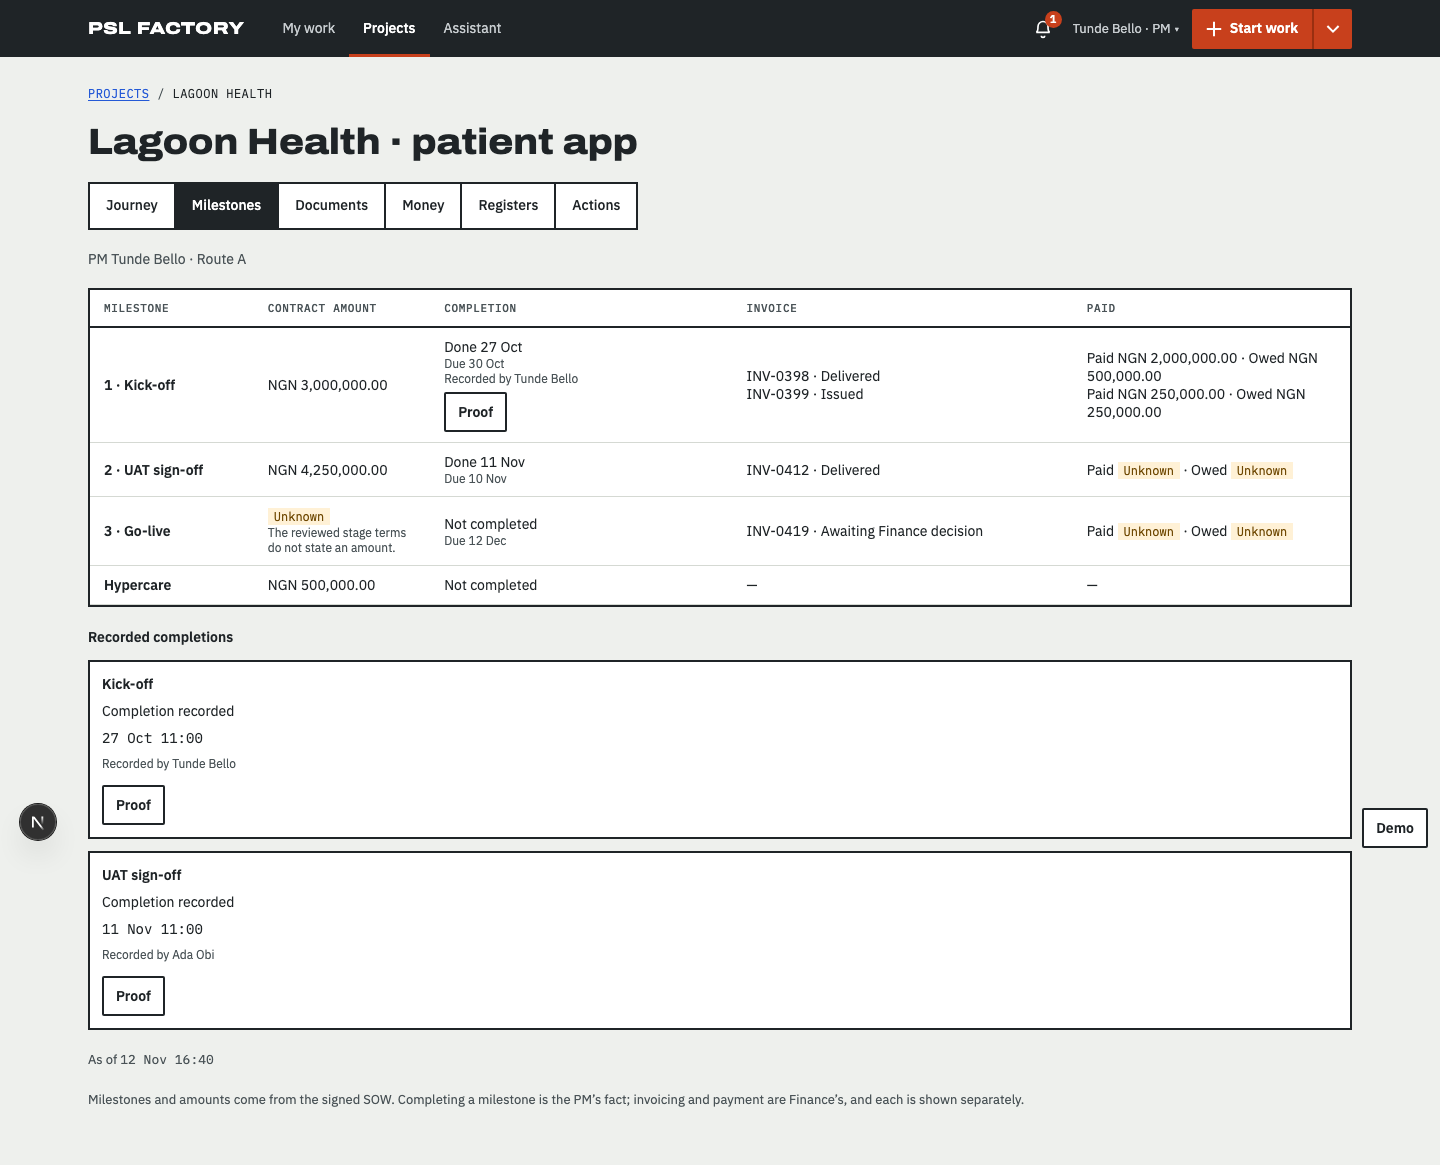 PSL FACTORY
My work
Projects
Assistant
1
Tunde Bello · PM ▾
Start work
PROJECTS / LAGOON HEALTH
Lagoon Health · patient app
Journey
Milestones
Documents
Money
Registers
Actions
PM Tunde Bello · Route A
MILESTONE
CONTRACT AMOUNT
COMPLETION
INVOICE
PAID
1 · Kick-off
NGN 3,000,000.00
Done 27 Oct
Due 30 Oct
Recorded by Tunde Bello
Proof
INV-0398 · Delivered
INV-0399 · Issued
Paid NGN 2,000,000.00 · Owed NGN
500,000.00
Paid NGN 250,000.00 · Owed NGN
250,000.00
2 · UAT sign-off
NGN 4,250,000.00
Done 11 Nov
Due 10 Nov
INV-0412 · Delivered
Paid Unknown · Owed Unknown
3 · Go-live
Unknown
The reviewed stage terms
do not state an amount.
Not completed
Due 12 Dec
INV-0419 · Awaiting Finance decision
Paid Unknown · Owed Unknown
Hypercare
NGN 500,000.00
Not completed
—
—
Recorded completions
Kick-off
Completion recorded
27 Oct 11:00
Recorded by Tunde Bello
Proof
N
Demo
UAT sign-off
Completion recorded
11 Nov 11:00
Recorded by Ada Obi
Proof
As of 12 Nov 16:40
Milestones and amounts come from the signed SOW. Completing a milestone is the PM’s fact; invoicing and payment are Finance’s, and each is shown separately.